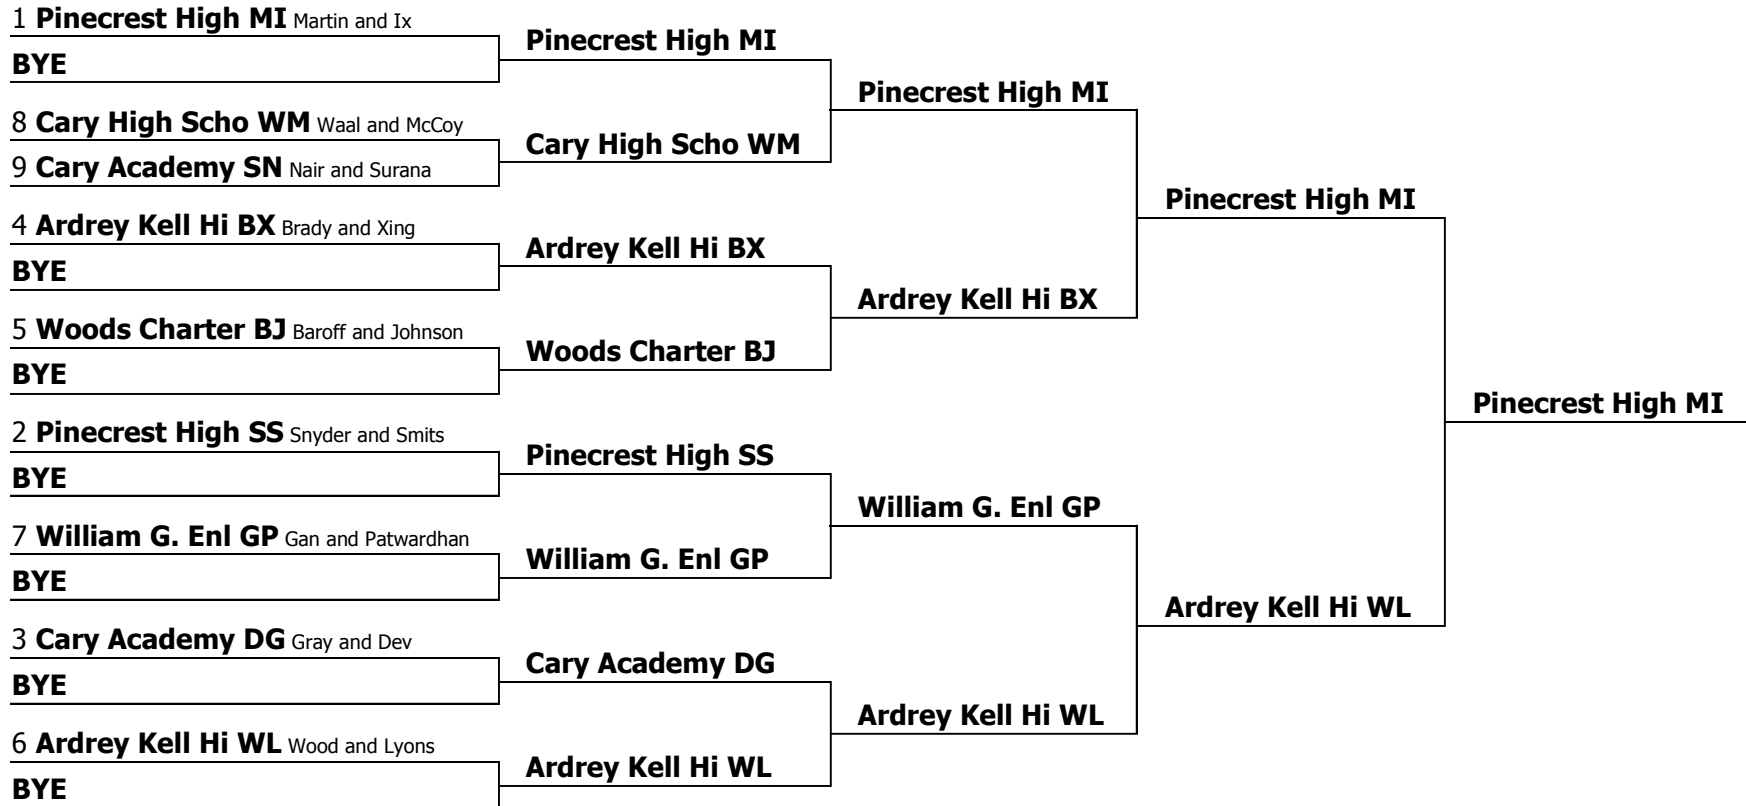 1 Pinecrest High MI Martin and Ix
BYE
8 Cary High Scho WM Waal and McCoy
9 Cary Academy SN Nair and Surana
4 Ardrey Kell Hi BX Brady and Xing
BYE
5 Woods Charter BJ Baroff and Johnson
BYE
2 Pinecrest High SS Snyder and Smits
BYE
7 William G. Enl GP Gan and Patwardhan
BYE
3 Cary Academy DG Gray and Dev
BYE
6 Ardrey Kell Hi WL Wood and Lyons
BYE
Pinecrest High MI
Cary High Scho WM
Ardrey Kell Hi BX
Woods Charter BJ
Pinecrest High SS
William G. Enl GP
Cary Academy DG
Ardrey Kell Hi WL
Pinecrest High MI
Ardrey Kell Hi BX
William G. Enl GP
Ardrey Kell Hi WL
Pinecrest High MI
Ardrey Kell Hi WL
Pinecrest High MI